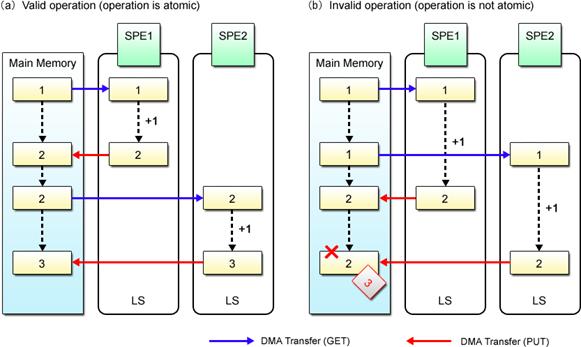 (a) Valid operation (operation is atomic)
SPE1
SPE2
Main Memory
1
1
+1
2
2
2
2
+1
3
3
LS
LS
(b) Invalid operation (operation is not atomic)
SPE1
SPE2
Main Memory
1
1
+1
1
1
2
2
+1
2
3
2
LS
LS
DMA Transfer (GET)
DMA Transfer (PUT)